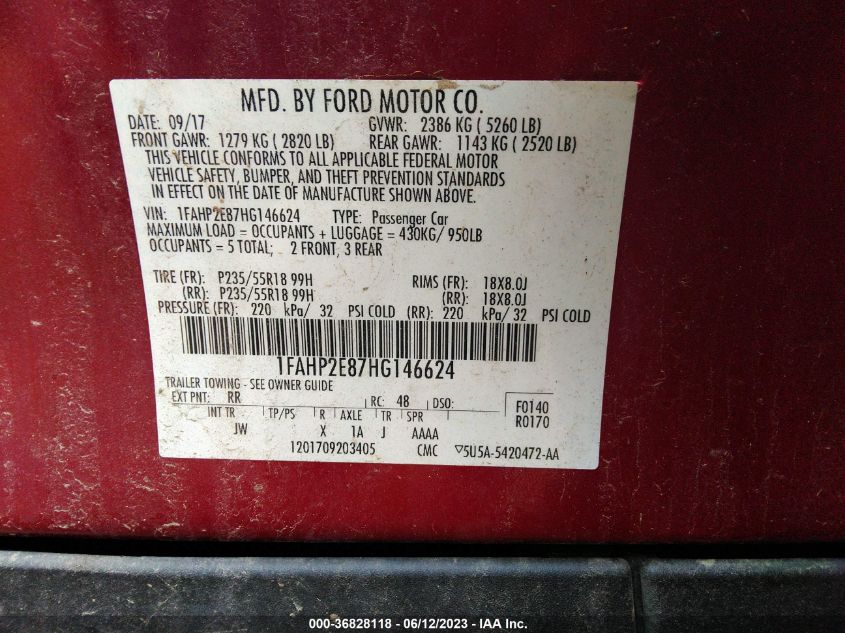 MFD. BY FORD MOTOR CO.
DATE: 09/17 GVWR: 2386 KG ( 5260 LB)
FRONT GAWR: 1279 KG ( 2820 LB) REAR GAWR: 1143 KG ( 2520 LB)
THIS VEHICLE CONFORMS TO ALL APPLICABLE FEDERAL MOTOR
VEHICLE SAFETY, BUMPER, AND THEFT PREVENTION STANDARDS
IN EFFECT ON THE DATE OF MANUFACTURE SHOWN ABOVE.
VIN: 1FAHP2E87HG146624 TYPE: Passenger Car
MAXIMUM LOAD = OCCUPANTS + LUGGAGE = 430KG/ 950LB
OCCUPANTS = 5 TOTAL; 2 FRONT, 3 REAR
TIRE (FR): P235/55R18 99H RIMS (FR): 18X8.0J
(RR): P235/55R18 99H (RR): 18X8.0J
PRESSURE (FR): 220 kPa/ 32 PSI COLD (RR): 220 kPa/ 32 PSI COLD
1FAHP2E87HG146624
TRAILER TOWING - SEE OWNER GUIDE
EXT PNT: RR RC: 48 DSO: F0140
INT TR TP/PS R AXLE TR SPR R0170
JW X 1A J AAAA
1201709203405 CMC ▽5U5A-5420472-AA
000-36828118 - 06/12/2023 - IAA Inc.